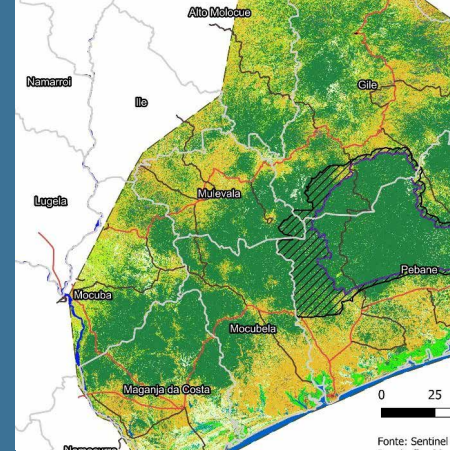 Alto Molocue
Namarroi
Ile
Gile
Lugela
Mulevala
Pebane
Mocuba
Mocubela
Maganja da Costa
0 25
Fonte: Sentinel